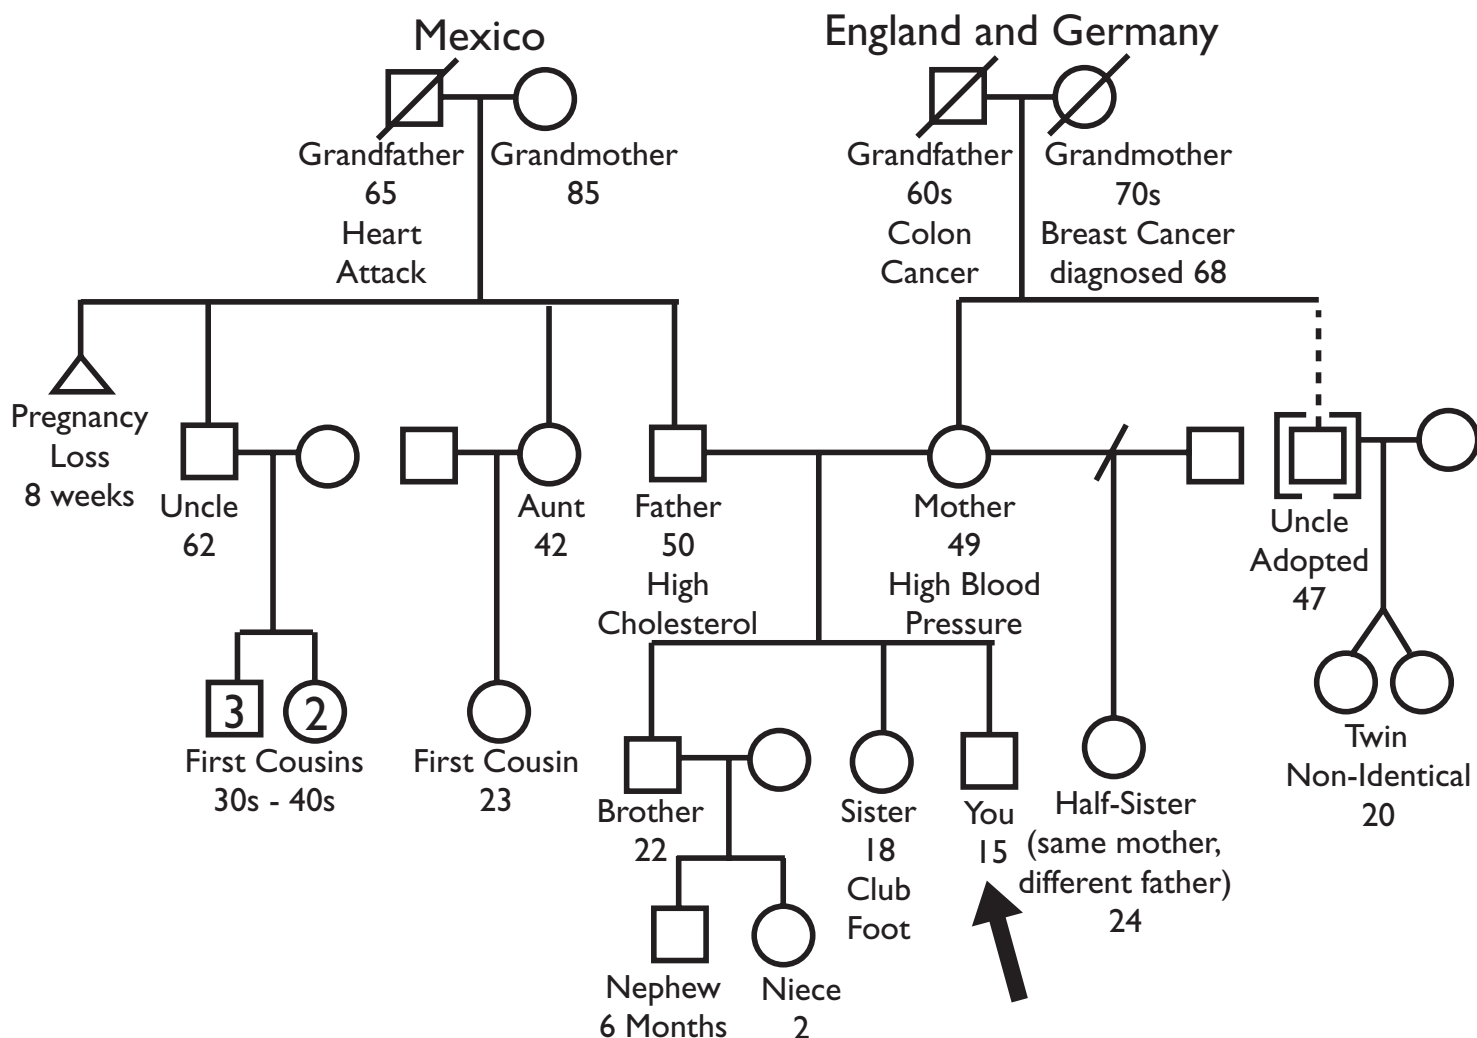 Mexico
England and Germany
Grandfather
65
Heart
Attack
Grandmother
85
Grandfather
60s
Colon
Cancer
Grandmother
70s
Breast Cancer
diagnosed 68
Pregnancy
Loss
8 weeks
Uncle
62
Aunt
42
Father
50
High
Cholesterol
Mother
49
High Blood
Pressure
Uncle
Adopted
47
3
2
First Cousins
30s - 40s
First Cousin
23
Brother
22
Sister
18
Club
Foot
You
15
Half-Sister
(same mother,
different father)
24
Twin
Non-Identical
20
Nephew
6 Months
Niece
2